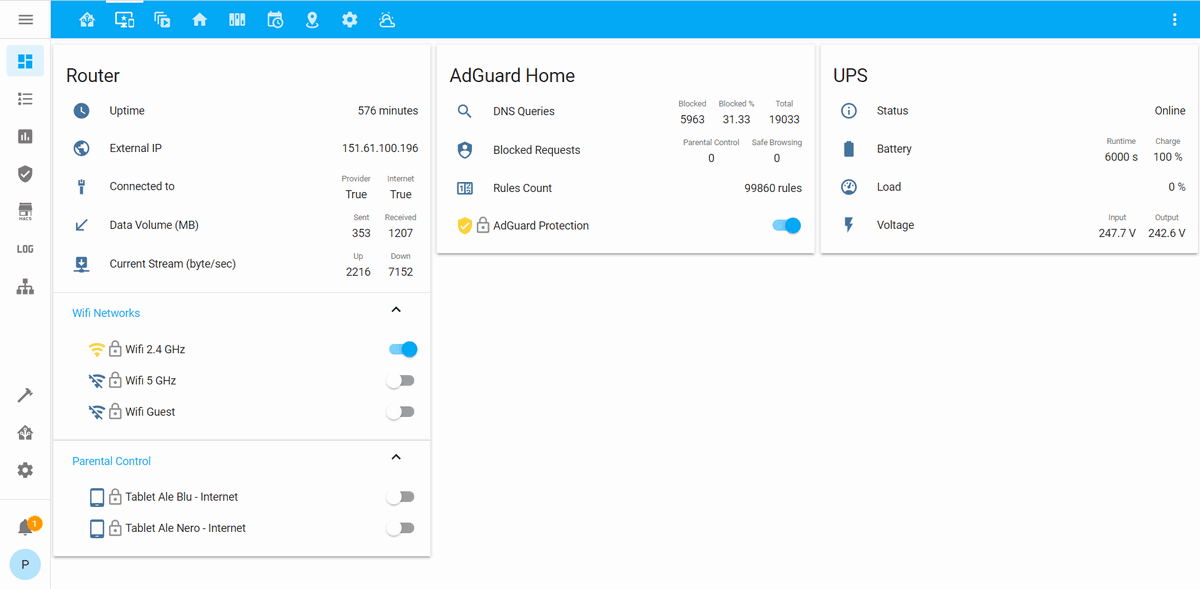 Router
Uptime 576 minutes
External IP 151.61.100.196
Provider Internet
Connected to True True
Sent Received
Data Volume (MB) 353 1207
Up Down
Current Stream (byte/sec) 2216 7152
Wifi Networks
Wifi 2.4 GHz
Wifi 5 GHz
Wifi Guest
Parental Control
Tablet Ale Blu - Internet
Tablet Ale Nero - Internet
AdGuard Home
Blocked Blocked % Total
DNS Queries 5963 31.33 19033
Parental Control Safe Browsing
Blocked Requests 0 0
Rules Count 99860 rules
AdGuard Protection
UPS
Status Online
Runtime Charge
Battery 6000 s 100 %
Load 0 %
Input Output
Voltage 247.7 V 242.6 V
HACS
LOG
1
P